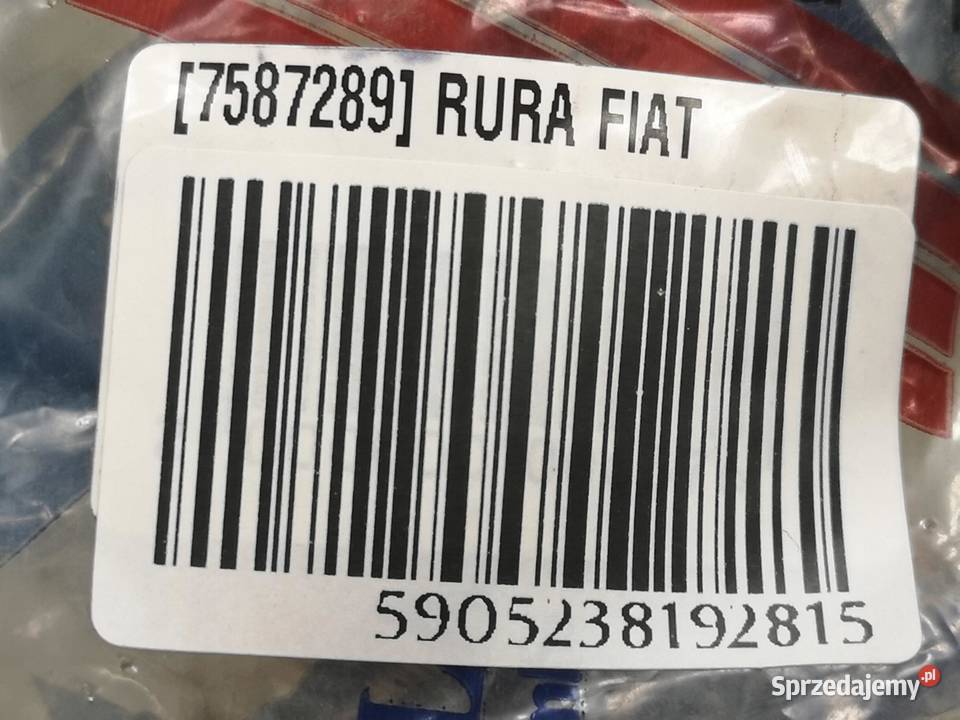 [7587289] RURA FIAT
5905238192815
Sprzedajemy.pl